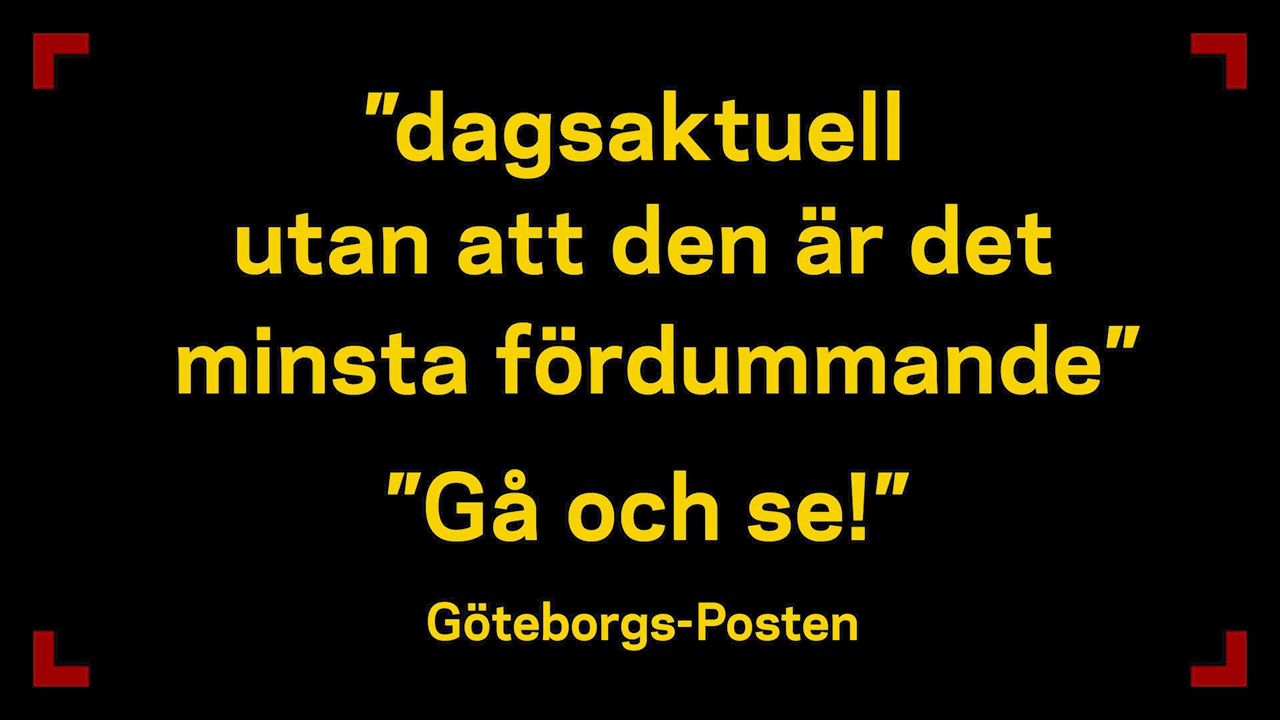 ”dagsaktuell
utan att den är det
minsta fördummande”
”Gå och se!”
Göteborgs-Posten